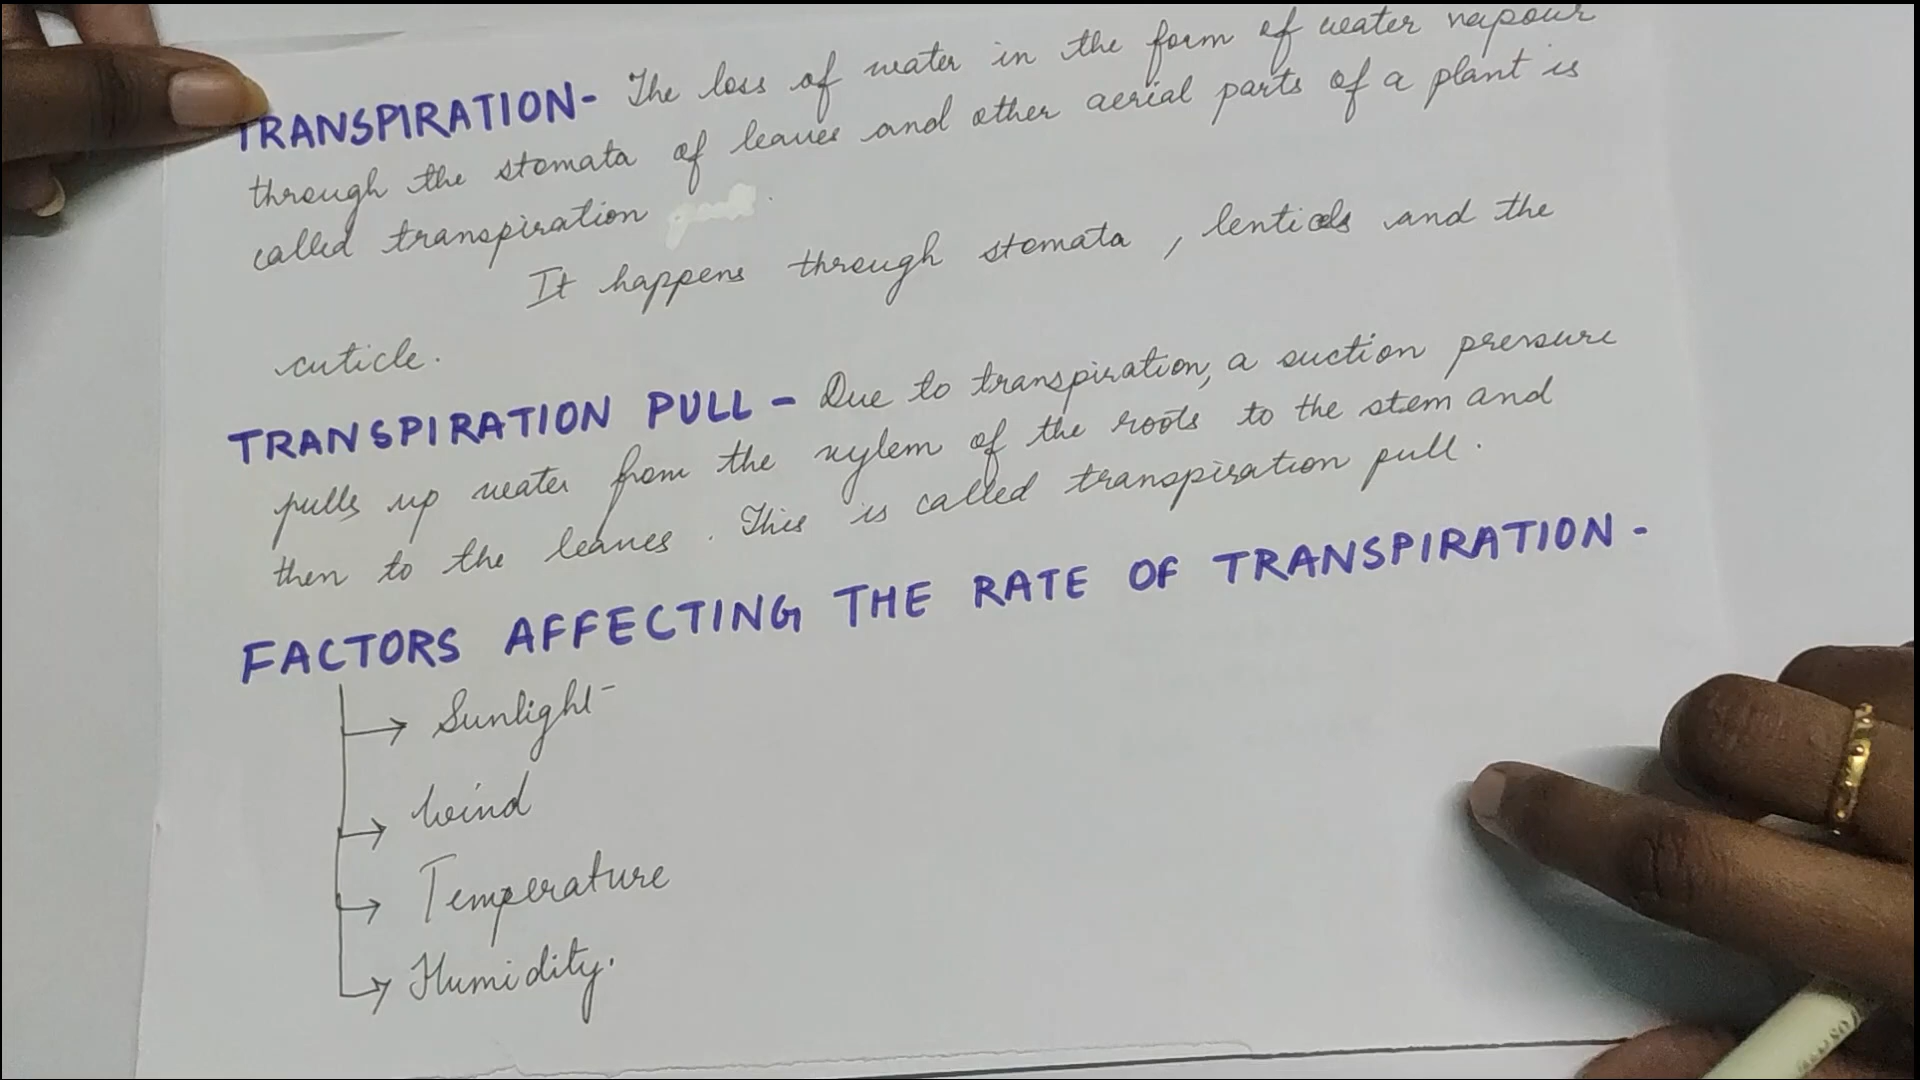 TRANSPIRATION- The loss of water in the form of water vapour
through the stomata of leaves and other aerial parts of a plant is
called transpiration
It happens through stomata, lenticels and the
cuticle.
TRANSPIRATION PULL - Due to transpiration, a suction pressure
pulls up water from the xylem of the roots to the stem and
then to the leaves. This is called transpiration pull.
FACTORS AFFECTING THE RATE OF TRANSPIRATION -
→ Sunlight
→ Wind
→ Temperature
→ Humidity.